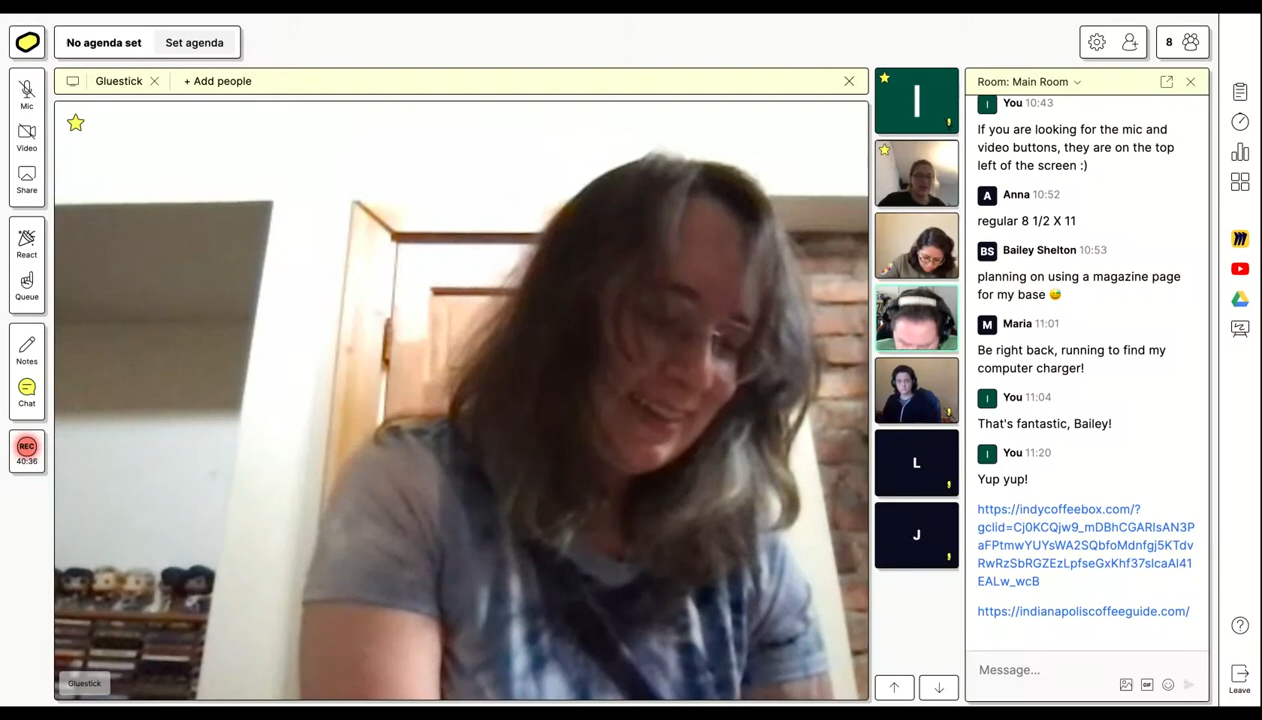 No agenda set
Set agenda
8
Mic
Video
Share
React
Queue
Notes
Chat
REC
40:36
Gluestick
+ Add people
Gluestick
I
L
J
Room: Main Room
I You 10:43
If you are looking for the mic and
video buttons, they are on the top
left of the screen :)
A Anna 10:52
regular 8 1/2 X 11
BS Bailey Shelton 10:53
planning on using a magazine page
for my base 😅
M Maria 11:01
Be right back, running to find my
computer charger!
I You 11:04
That's fantastic, Bailey!
I You 11:20
Yup yup!
https://indycoffeebox.com/?
gclid=Cj0KCQjw9_mDBhCGARIsAN3P
aFPtmwYUYsWA2SQbfoMdnfgj5KTdv
RwRzSbRGZEzLpfseGxKhf37slcaAl41
EALw_wcB
https://indianapoliscoffeeguide.com/
Message...
GIF
Leave